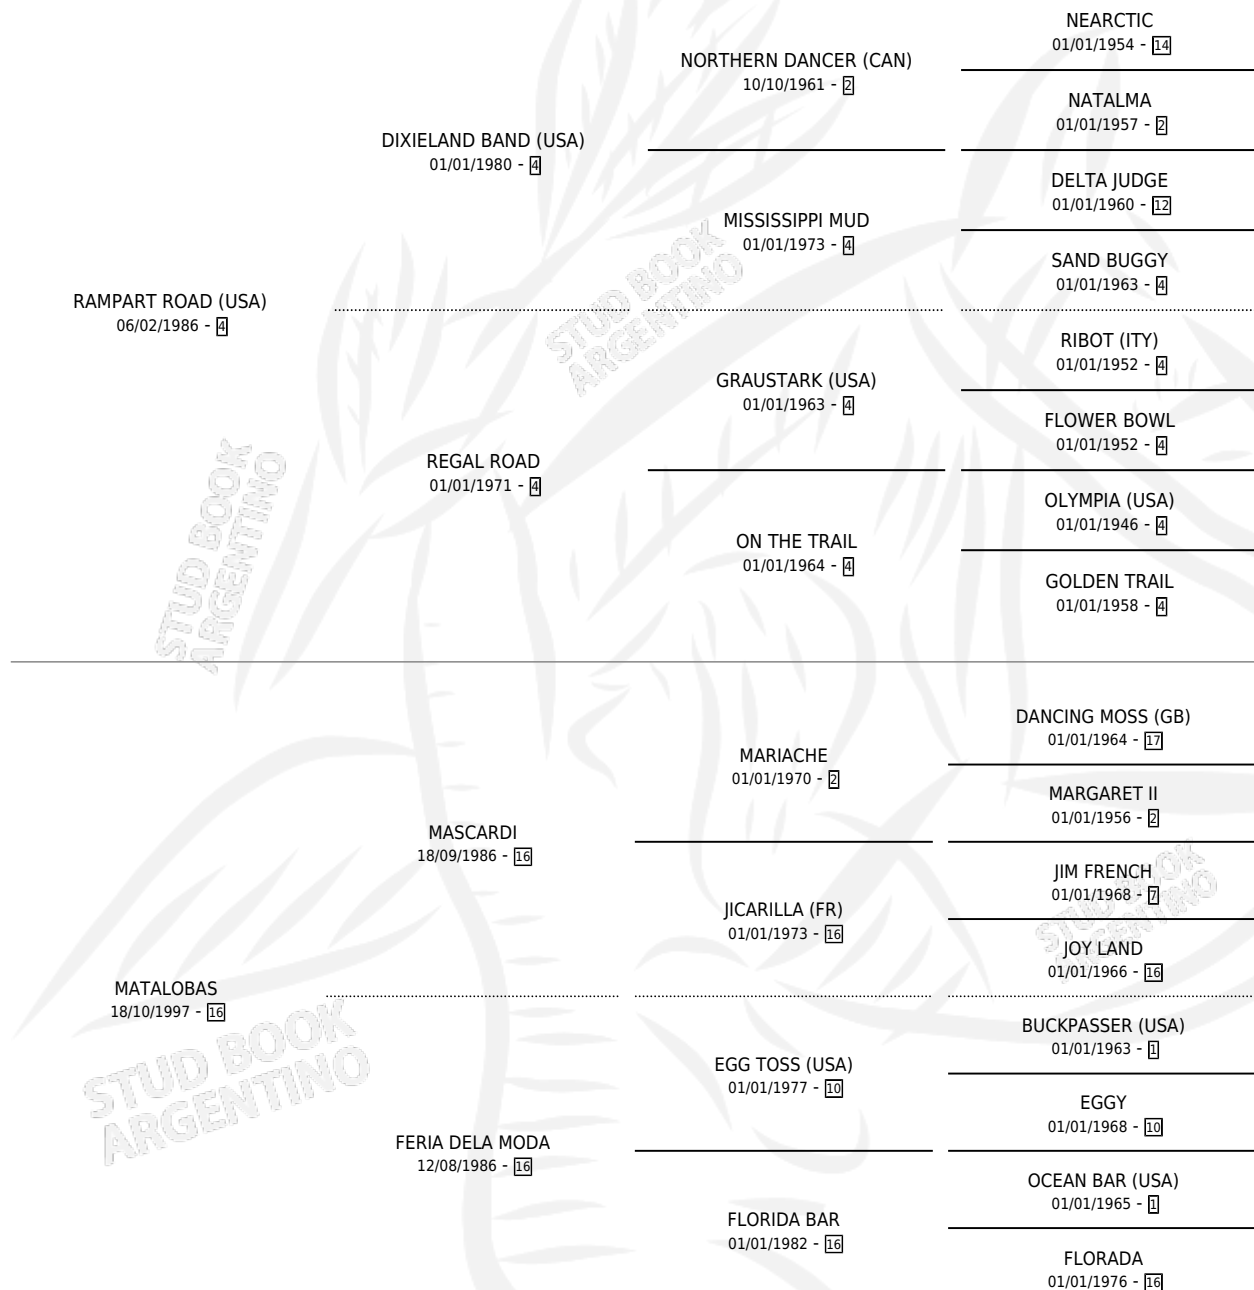 NEARCTIC
01/01/1954 - 14
NORTHERN DANCER (CAN)
10/10/1961 - 2
NATALMA
01/01/1957 - 2
DIXIELAND BAND (USA)
01/01/1980 - 4
DELTA JUDGE
01/01/1960 - 12
MISSISSIPPI MUD
01/01/1973 - 4
SAND BUGGY
01/01/1963 - 4
RAMPART ROAD (USA)
06/02/1986 - 4
RIBOT (ITY)
01/01/1952 - 4
GRAUSTARK (USA)
01/01/1963 - 4
FLOWER BOWL
01/01/1952 - 4
REGAL ROAD
01/01/1971 - 4
OLYMPIA (USA)
01/01/1946 - 4
ON THE TRAIL
01/01/1964 - 4
GOLDEN TRAIL
01/01/1958 - 4
DANCING MOSS (GB)
01/01/1964 - 17
MARIACHE
01/01/1970 - 2
MARGARET II
01/01/1956 - 2
MASCARDI
18/09/1986 - 16
JIM FRENCH
01/01/1968 - 7
JICARILLA (FR)
01/01/1973 - 16
JOY LAND
01/01/1966 - 16
MATALOBAS
18/10/1997 - 16
BUCKPASSER (USA)
01/01/1963 - 1
EGG TOSS (USA)
01/01/1977 - 10
EGGY
01/01/1968 - 10
FERIA DELA MODA
12/08/1986 - 16
OCEAN BAR (USA)
01/01/1965 - 1
FLORIDA BAR
01/01/1982 - 16
FLORADA
01/01/1976 - 16
STUD BOOK
ARGENTINO
STUD BOOK
ARGENTINO
STUD BOOK
ARGENTINO
STUD BOOK
ARGENTINO